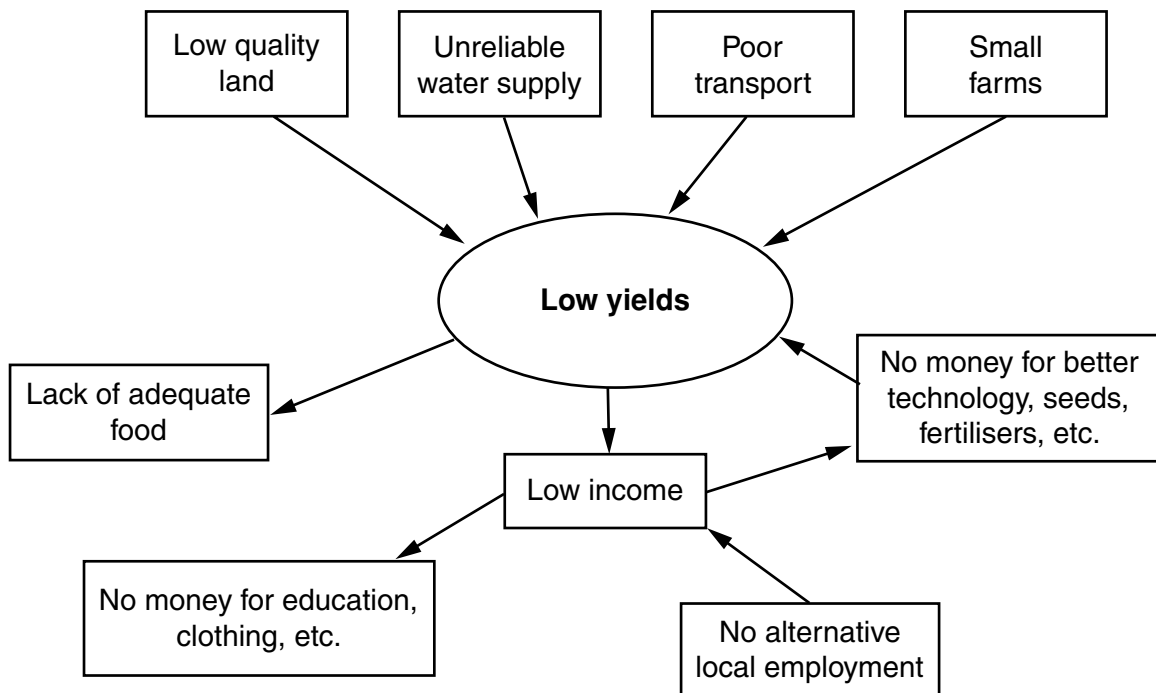 Low quality
land
Unreliable
water supply
Poor
transport
Small
farms
Low yields
Lack of adequate
food
No money for better
technology, seeds,
fertilisers, etc.
Low income
No money for education,
clothing, etc.
No alternative
local employment